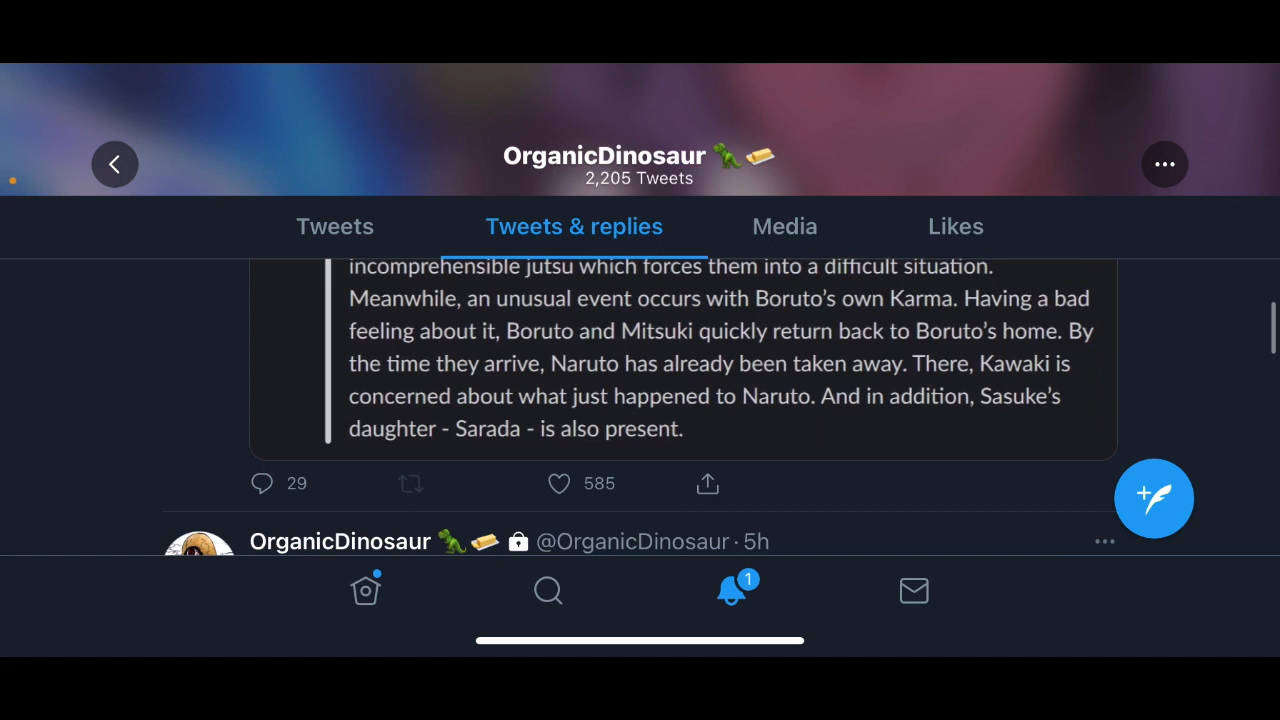 OrganicDinosaur 🦖🫔
2,205 Tweets
Tweets Tweets & replies Media Likes
incomprehensible jutsu which forces them into a difficult situation.
Meanwhile, an unusual event occurs with Boruto’s own Karma. Having a bad
feeling about it, Boruto and Mitsuki quickly return back to Boruto’s home. By
the time they arrive, Naruto has already been taken away. There, Kawaki is
concerned about what just happened to Naruto. And in addition, Sasuke’s
daughter - Sarada - is also present.
29 585
OrganicDinosaur 🦖🫔 🔒 @OrganicDinosaur · 5h
1